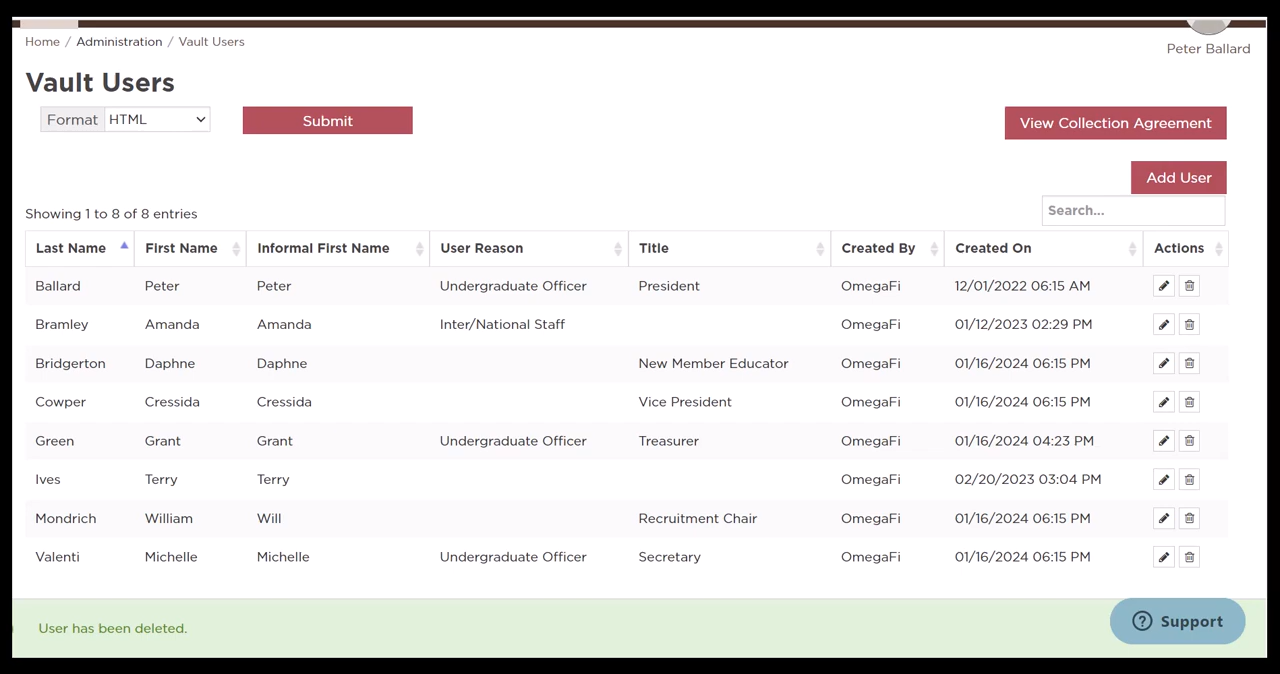 Home / Administration / Vault Users
Peter Ballard
Vault Users
Format HTML Submit
View Collection Agreement
Add User
Showing 1 to 8 of 8 entries
Search...
Last Name First Name Informal First Name User Reason Title Created By Created On Actions
Ballard Peter Peter Undergraduate Officer President OmegaFi 12/01/2022 06:15 AM
Bramley Amanda Amanda Inter/National Staff OmegaFi 01/12/2023 02:29 PM
Bridgerton Daphne Daphne New Member Educator OmegaFi 01/16/2024 06:15 PM
Cowper Cressida Cressida Vice President OmegaFi 01/16/2024 06:15 PM
Green Grant Grant Undergraduate Officer Treasurer OmegaFi 01/16/2024 04:23 PM
Ives Terry Terry OmegaFi 02/20/2023 03:04 PM
Mondrich William Will Recruitment Chair OmegaFi 01/16/2024 06:15 PM
Valenti Michelle Michelle Undergraduate Officer Secretary OmegaFi 01/16/2024 06:15 PM
User has been deleted.
Support